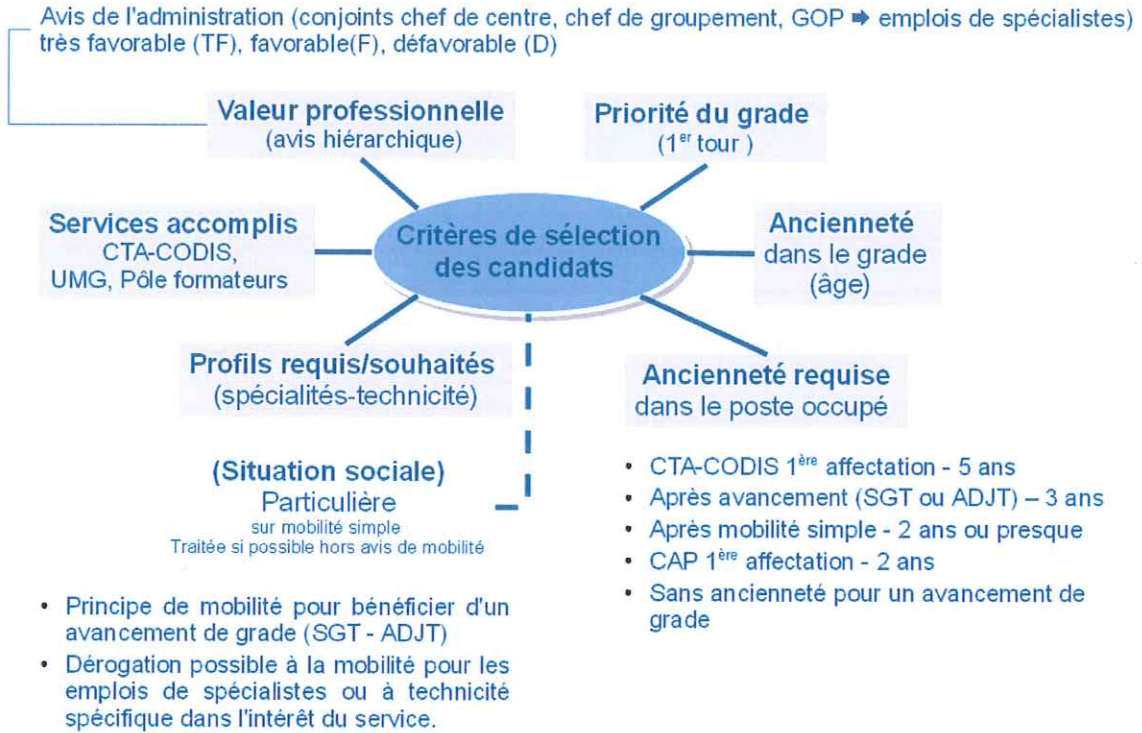 Avis de l'administration (conjoints chef de centre, chef de groupement, GOP ➡ emplois de spécialistes)
très favorable (TF), favorable(F), défavorable (D)
Valeur professionnelle
(avis hiérarchique)
Priorité du grade
(1er tour )
Services accomplis
CTA-CODIS,
UMG, Pôle formateurs
Critères de sélection
des candidats
Ancienneté
dans le grade
(âge)
Profils requis/souhaités
(spécialités-technicité)
Ancienneté requise
dans le poste occupé
(Situation sociale)
Particulière
sur mobilité simple
Traitée si possible hors avis de mobilité
• CTA-CODIS 1ère affectation - 5 ans
• Après avancement (SGT ou ADJT) – 3 ans
• Après mobilité simple - 2 ans ou presque
• CAP 1ère affectation - 2 ans
• Sans ancienneté pour un avancement de
grade
• Principe de mobilité pour bénéficier d'un
avancement de grade (SGT - ADJT)
• Dérogation possible à la mobilité pour les
emplois de spécialistes ou à technicité
spécifique dans l'intérêt du service.